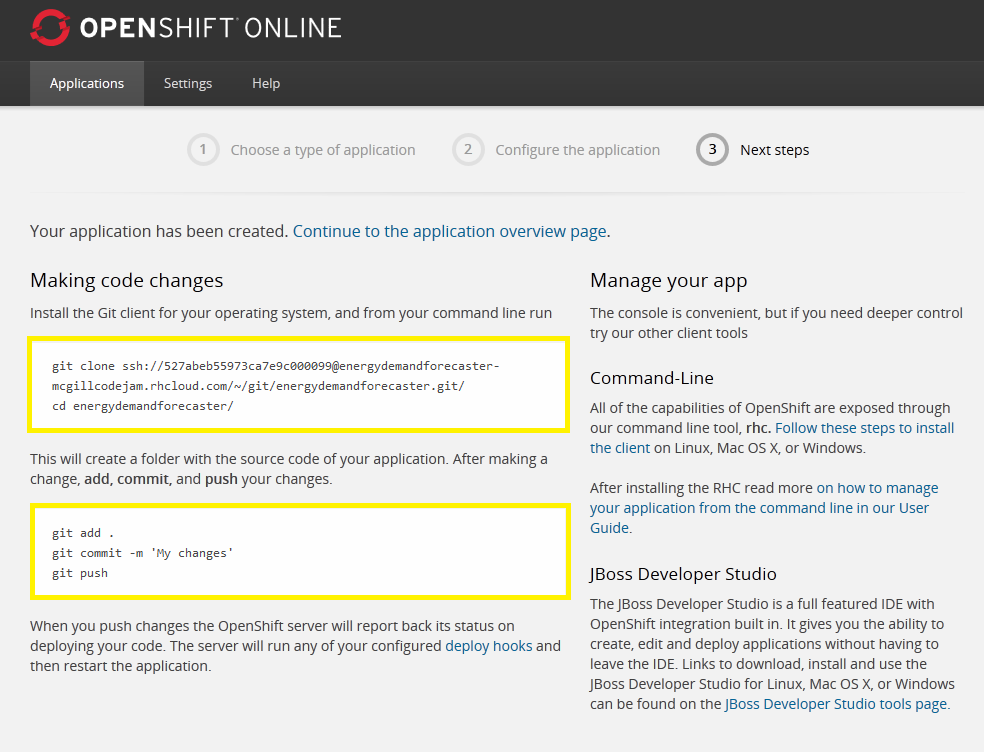 OPENSHIFT ONLINE
Applications Settings Help
1 Choose a type of application 2 Configure the application 3 Next steps
Your application has been created. Continue to the application overview page.
Making code changes
Install the Git client for your operating system, and from your command line run
git clone ssh://527abeb55973ca7e9c000099@energydemandforecaster-
mcgillcodejam.rhcloud.com/~/git/energydemandforecaster.git/
cd energydemandforecaster/
This will create a folder with the source code of your application. After making a
change, add, commit, and push your changes.
git add .
git commit -m 'My changes'
git push
When you push changes the OpenShift server will report back its status on
deploying your code. The server will run any of your configured deploy hooks and
then restart the application.
Manage your app
The console is convenient, but if you need deeper control
try our other client tools
Command-Line
All of the capabilities of OpenShift are exposed through
our command line tool, rhc. Follow these steps to install
the client on Linux, Mac OS X, or Windows.
After installing the RHC read more on how to manage
your application from the command line in our User
Guide.
JBoss Developer Studio
The JBoss Developer Studio is a full featured IDE with
OpenShift integration built in. It gives you the ability to
create, edit and deploy applications without having to
leave the IDE. Links to download, install and use the
JBoss Developer Studio for Linux, Mac OS X, or Windows
can be found on the JBoss Developer Studio tools page.